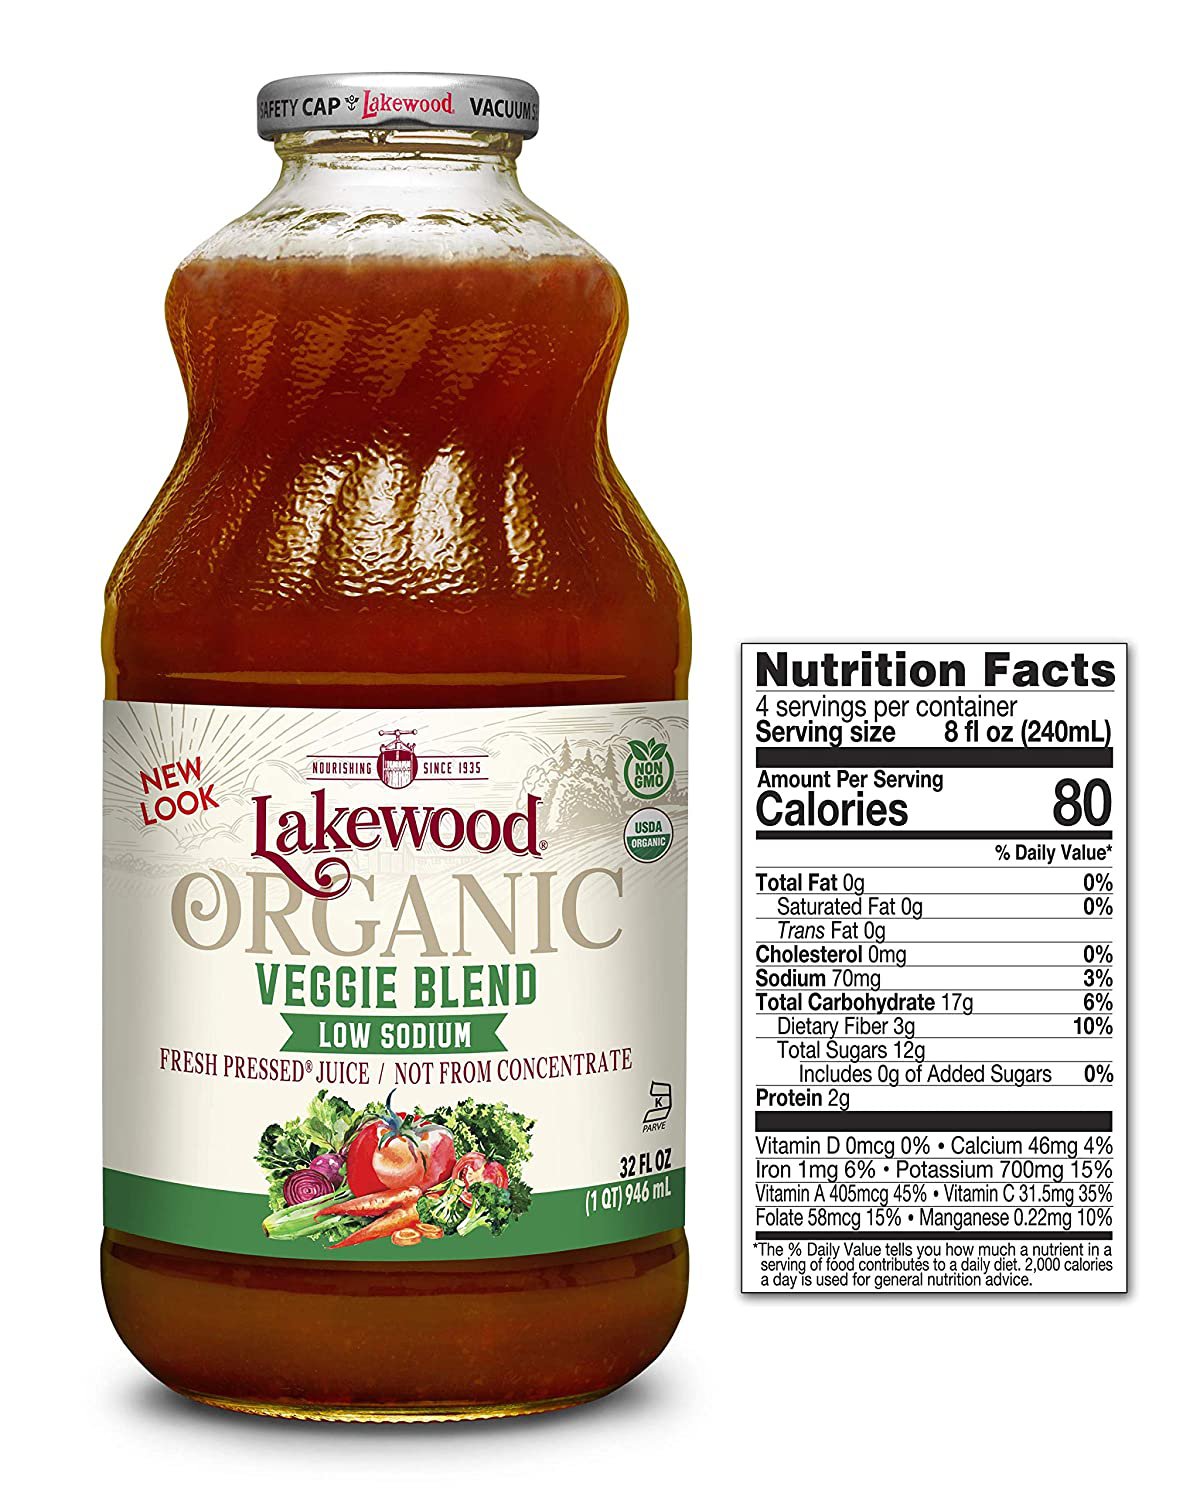 SAFETY CAP Lakewood VACUUM
NEW
LOOK
NOURISHING SINCE 1935
Lakewood®
ORGANIC
VEGGIE BLEND
LOW SODIUM
FRESH PRESSED® JUICE / NOT FROM CONCENTRATE
NON
GMO
USDA
ORGANIC
K
PARVE
32 FL OZ
(1 QT) 946 mL
Nutrition Facts
4 servings per container
Serving size 8 fl oz (240mL)
Amount Per Serving
Calories 80
% Daily Value*
Total Fat 0g 0%
Saturated Fat 0g 0%
Trans Fat 0g
Cholesterol 0mg 0%
Sodium 70mg 3%
Total Carbohydrate 17g 6%
Dietary Fiber 3g 10%
Total Sugars 12g
Includes 0g of Added Sugars 0%
Protein 2g
Vitamin D 0mcg 0% • Calcium 46mg 4%
Iron 1mg 6% • Potassium 700mg 15%
Vitamin A 405mcg 45% • Vitamin C 31.5mg 35%
Folate 58mcg 15% • Manganese 0.22mg 10%
*The % Daily Value tells you how much a nutrient in a
serving of food contributes to a daily diet. 2,000 calories
a day is used for general nutrition advice.